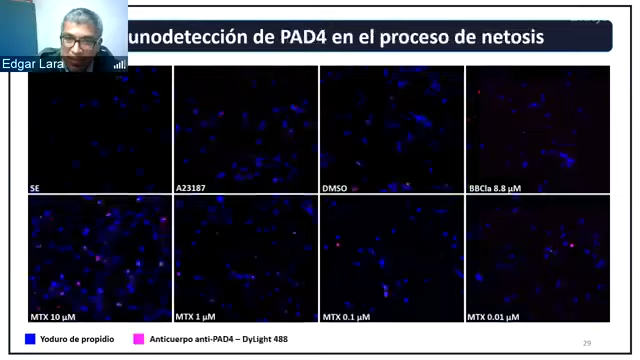 unodetección de PAD4 en el proceso de netosis
Edgar Lara
SE
A23187
DMSO
BBCla 8.8 µM
MTX 10 µM
MTX 1 µM
MTX 0.1 µM
MTX 0.01 µM
Yoduro de propidio
Anticuerpo anti-PAD4 – DyLight 488
29